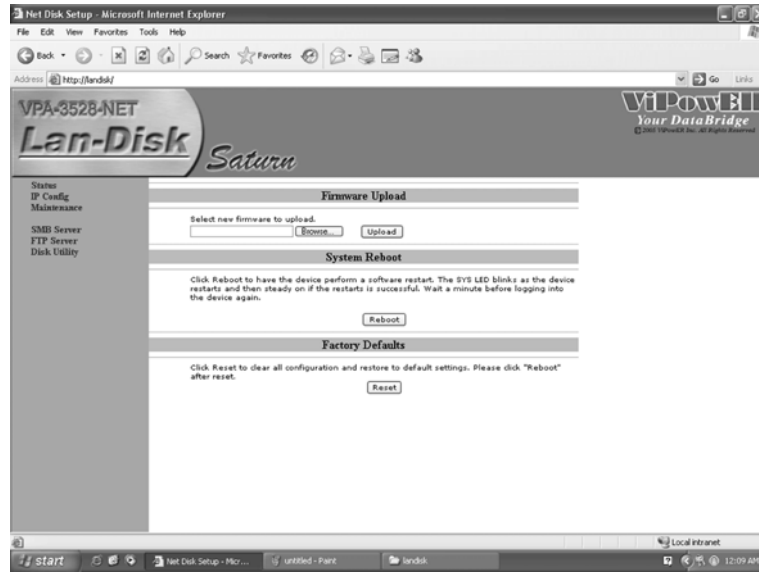 Net Disk Setup - Microsoft Internet Explorer
File Edit View Favorites Tools Help
Back Search Favorites
Address http://landisk/ Go Links
VPA-3528-NET
Lan-Disk
Saturn
ViPowER
Your DataBridge
Status
IP Config
Maintenance
SMB Server
FTP Server
Disk Utility
Firmware Upload
Select new firmware to upload.
Browse... Upload
System Reboot
Click Reboot to have the device perform a software restart. The SYS LED blinks as the device
restarts and then steady on if the restarts is successful. Wait a minute before logging into
the device again.
Reboot
Factory Defaults
Click Reset to clear all configuration and restore to default settings. Please click "Reboot"
after reset.
Reset
Local intranet
start Net Disk Setup - Micr... untitled - Paint landisk 12:09 AM